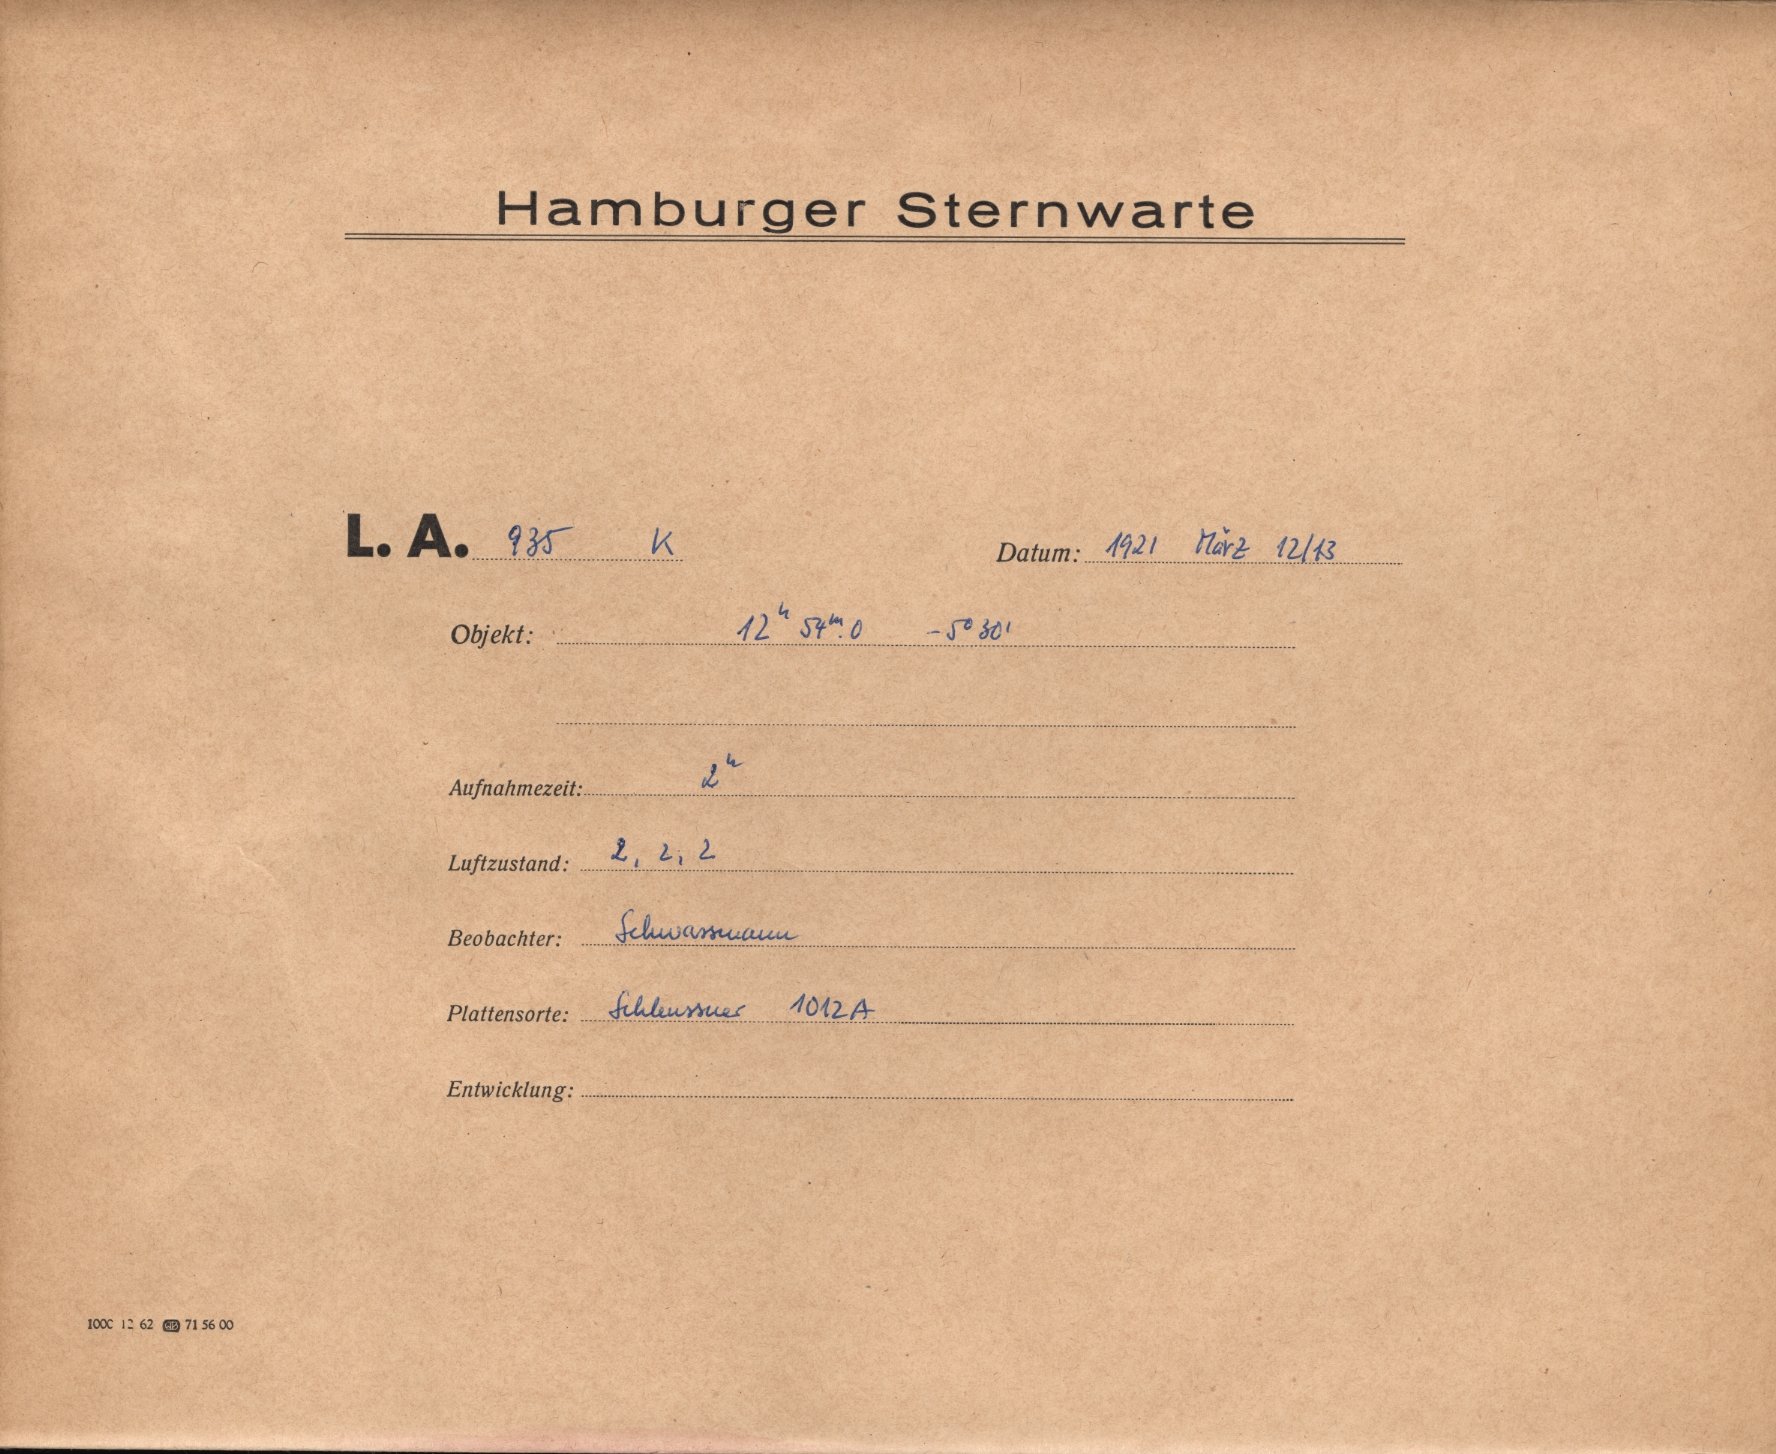 Hamburger Sternwarte
L. A. 935 K Datum: 1921 März 12/13
Objekt: 12ʰ 54ᵐ.0 -5° 30'
Aufnahmezeit: 2ʰ
Luftzustand: 2, 2, 2
Beobachter: Schwassmann
Plattensorte: Schleussner 1012A
Entwicklung:
1000 12 62 71 56 00